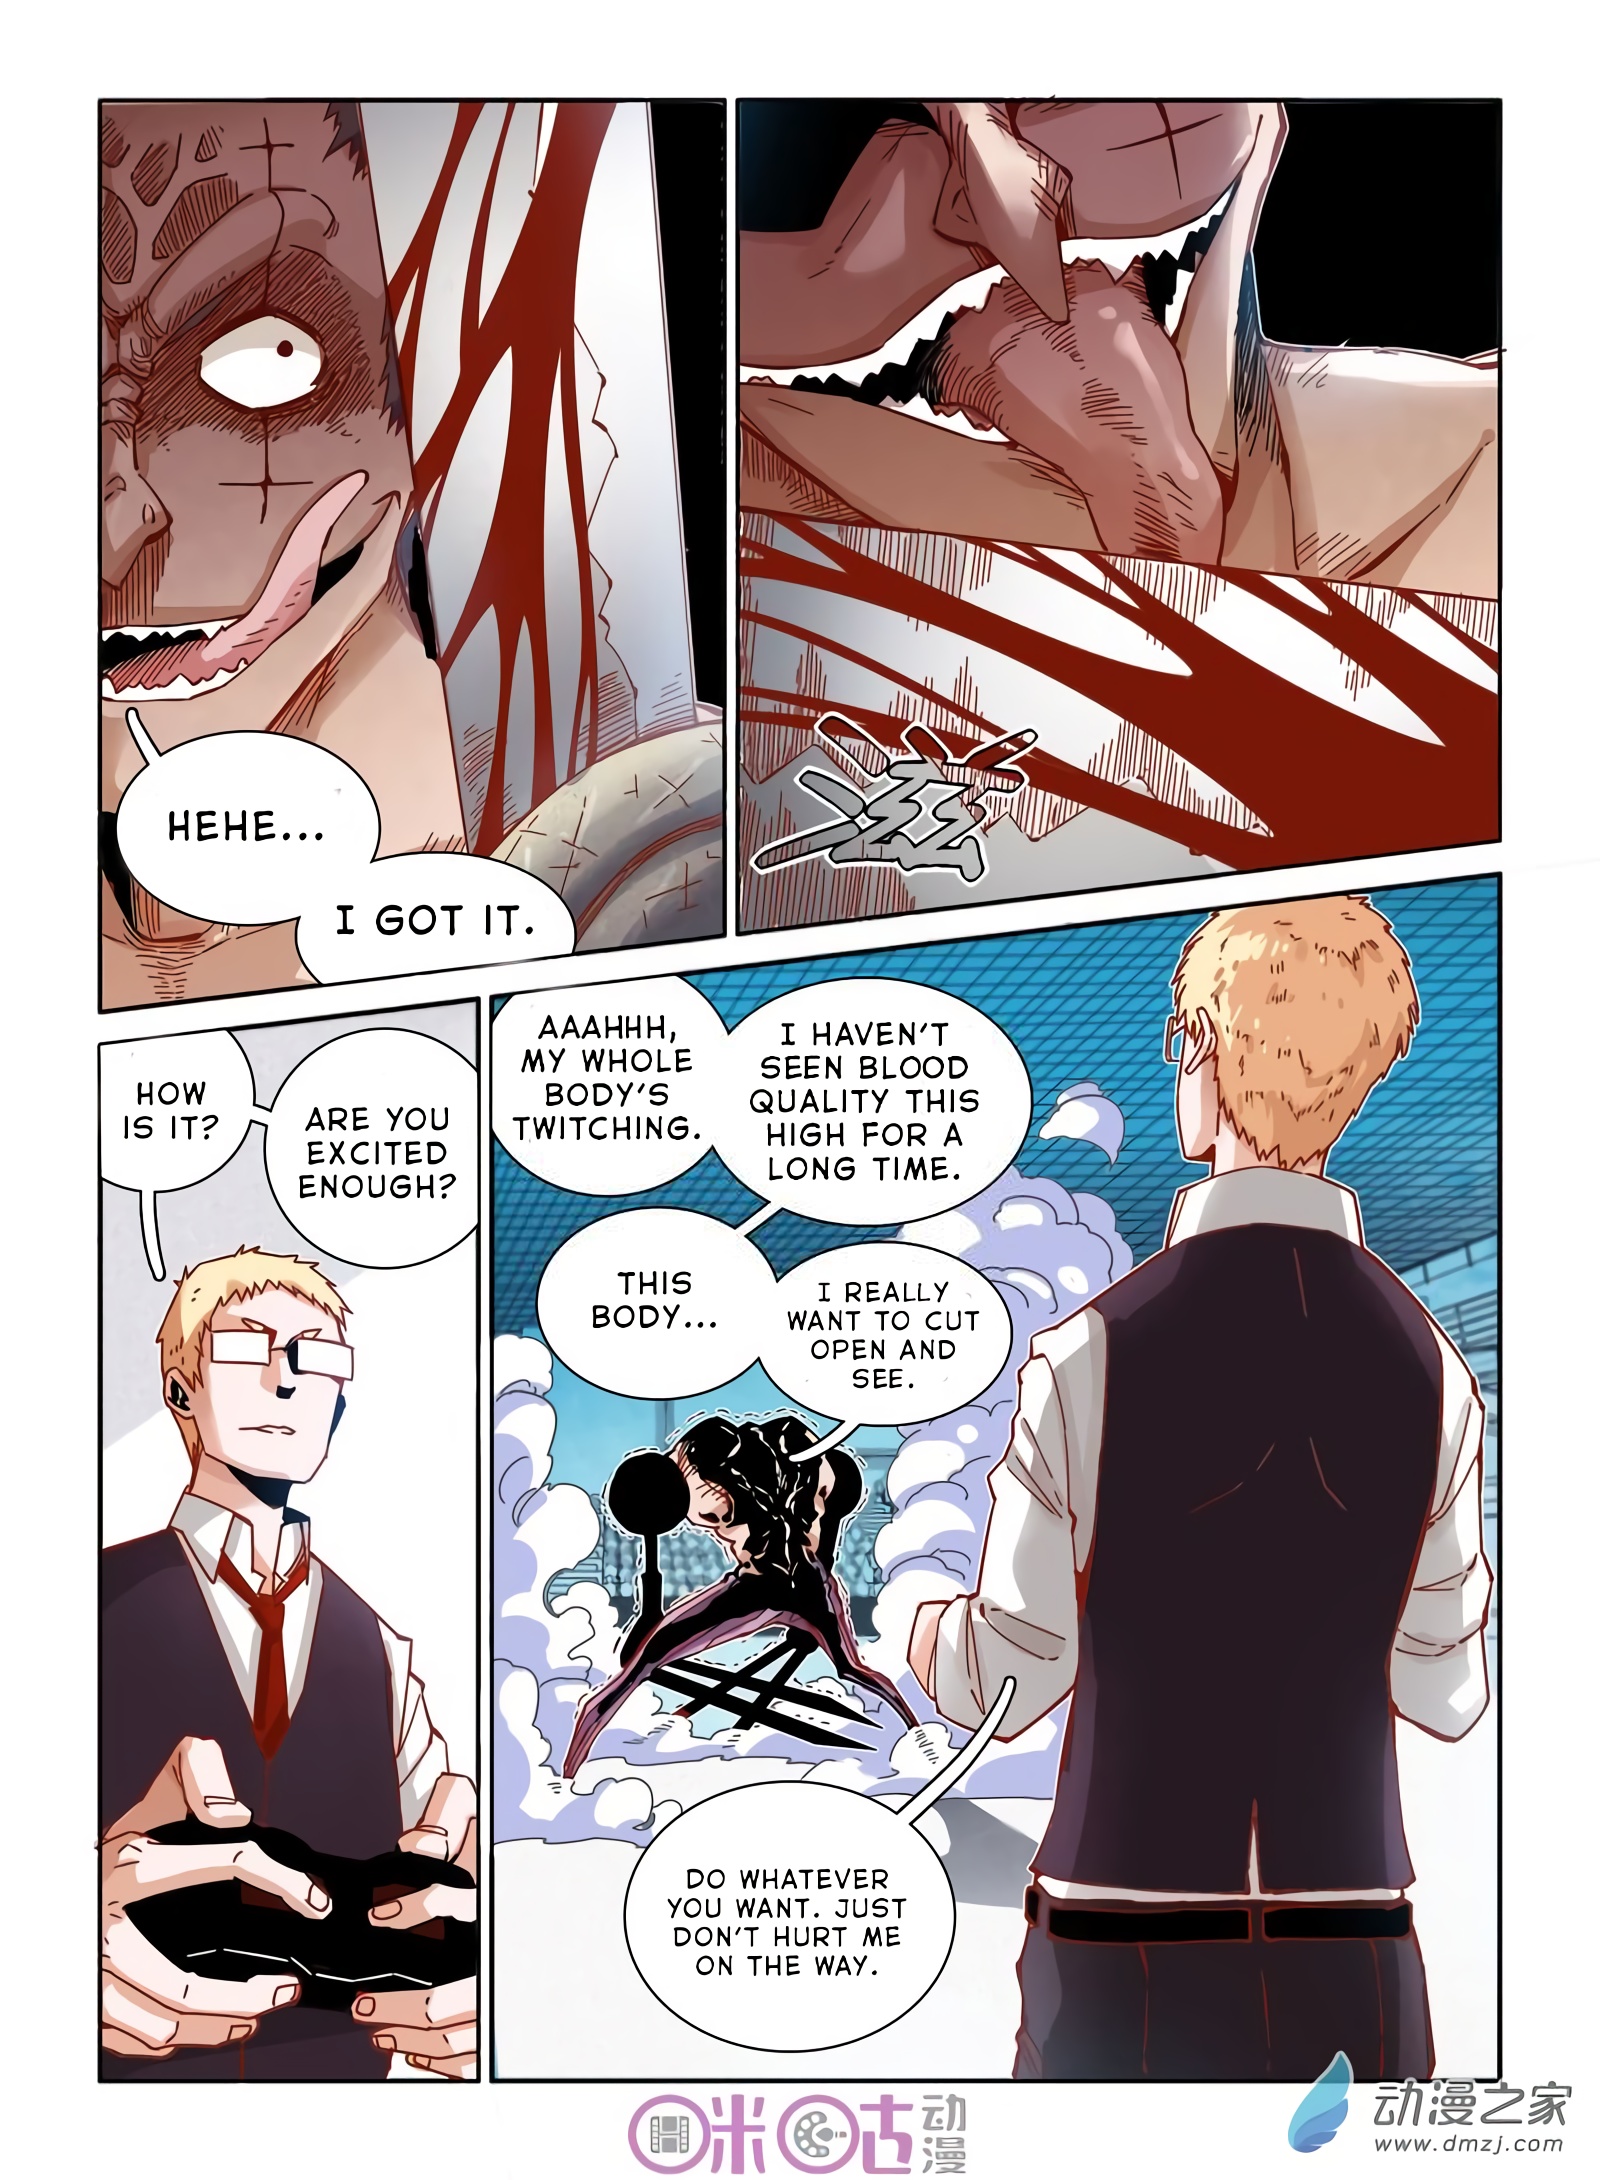 HEHE...
I GOT IT.
HOW
IS IT?
ARE YOU
EXCITED
ENOUGH?
AAAHHH,
MY WHOLE
BODY'S
TWITCHING.
I HAVEN'T
SEEN BLOOD
QUALITY THIS
HIGH FOR A
LONG TIME.
THIS
BODY...
I REALLY
WANT TO CUT
OPEN AND
SEE.
DO WHATEVER
YOU WANT. JUST
DON'T HURT ME
ON THE WAY.
咪咕动漫
动漫之家
www.dmzj.com